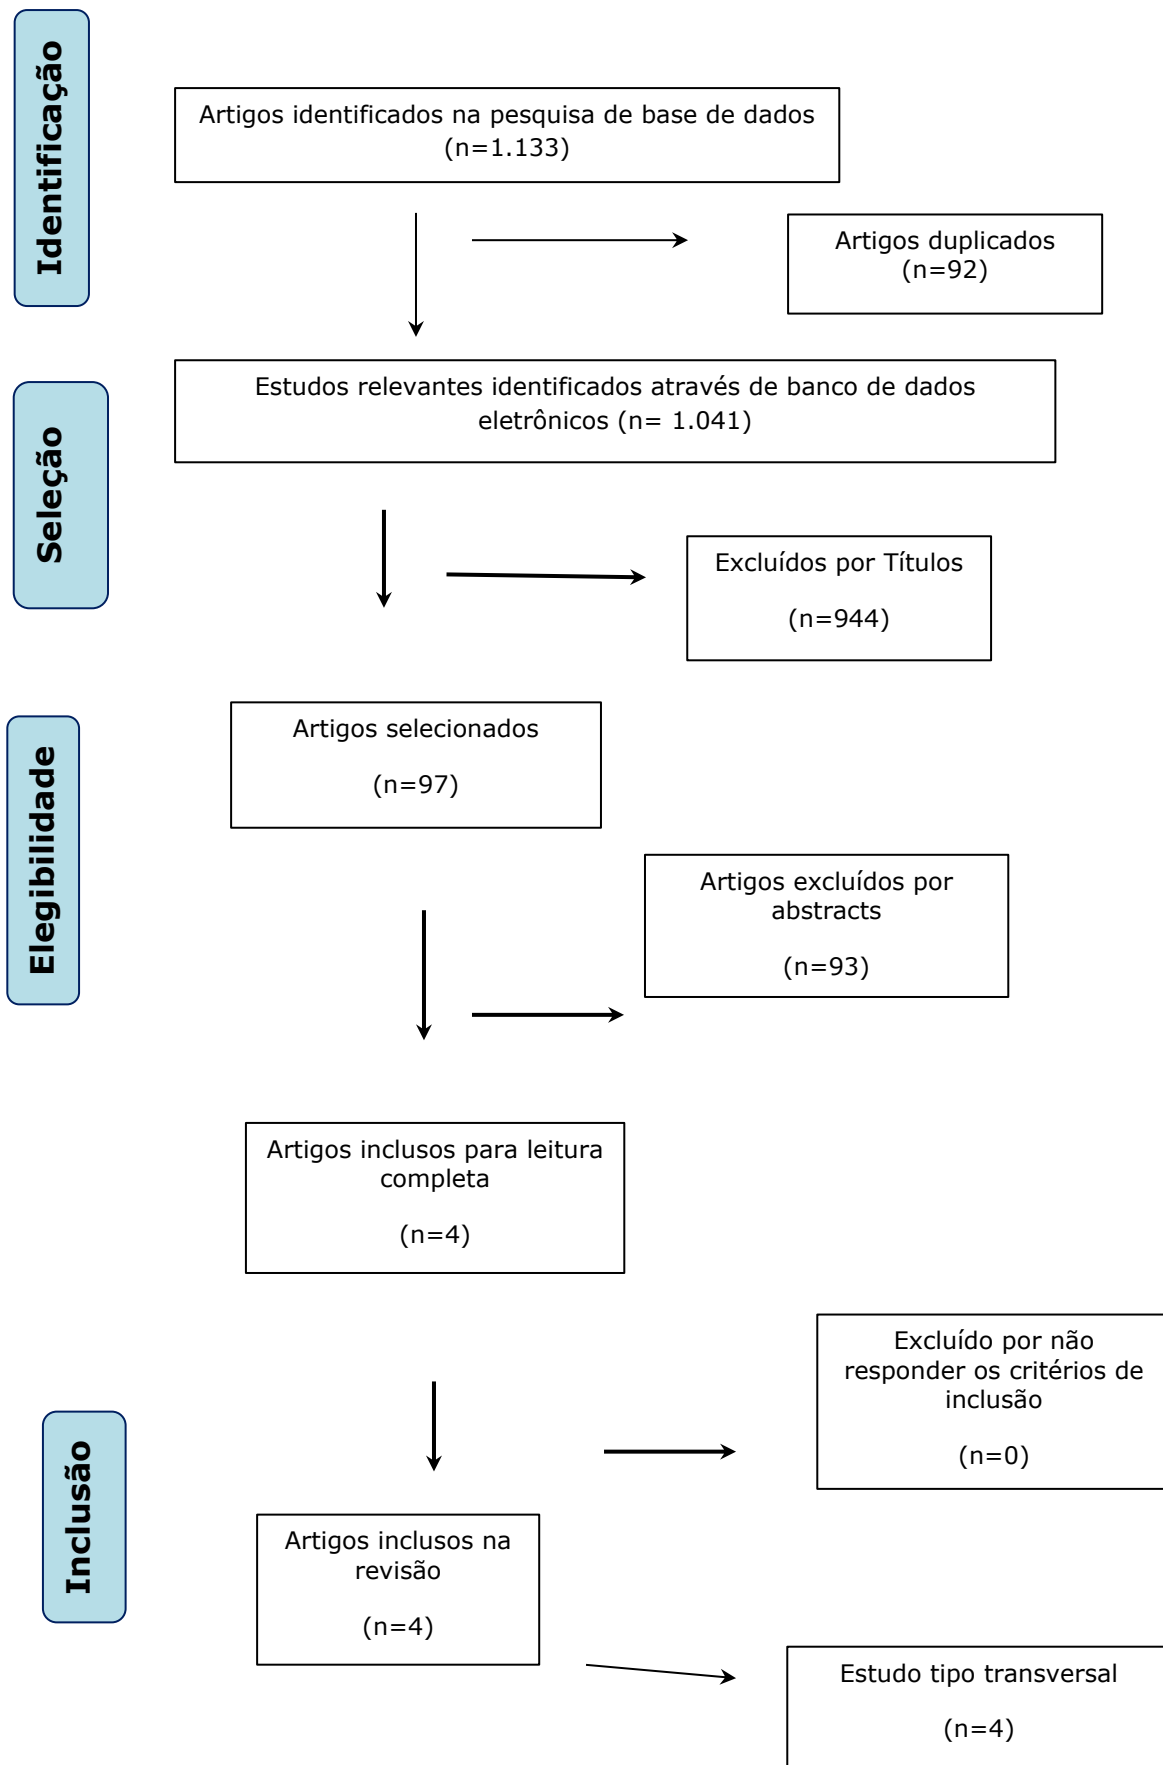 Identificação
Artigos identificados na pesquisa de base de dados
(n=1.133)
Artigos duplicados
(n=92)
Seleção
Estudos relevantes identificados através de banco de dados
eletrônicos (n= 1.041)
Excluídos por Títulos
(n=944)
Elegibilidade
Artigos selecionados
(n=97)
Artigos excluídos por
abstracts
(n=93)
Artigos inclusos para leitura
completa
(n=4)
Excluído por não
responder os critérios de
inclusão
(n=0)
Inclusão
Artigos inclusos na
revisão
(n=4)
Estudo tipo transversal
(n=4)